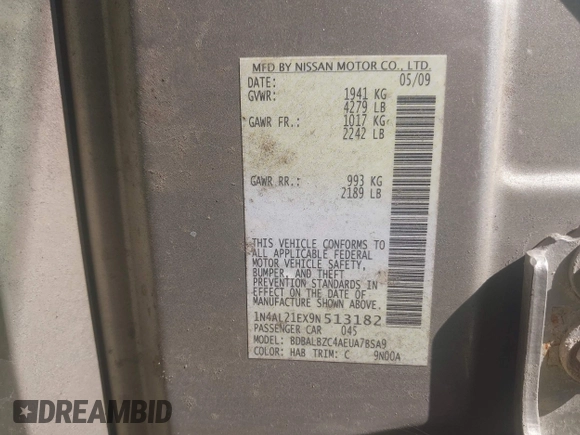 MFD BY NISSAN MOTOR CO., LTD.
DATE: 05/09
GVWR: 1941 KG
4279 LB
GAWR FR.: 1017 KG
2242 LB
GAWR RR.: 993 KG
2189 LB
THIS VEHICLE CONFORMS TO
ALL APPLICABLE FEDERAL
MOTOR VEHICLE SAFETY,
BUMPER, AND THEFT
PREVENTION STANDARDS IN
EFFECT ON THE DATE OF
MANUFACTURE SHOWN ABOVE.
1N4AL21EX9N513182
PASSENGER CAR 045
MODEL: BDBALBZC4AEUA7BSA9
COLOR: HAB TRIM: C 9N00A
DREAMBID